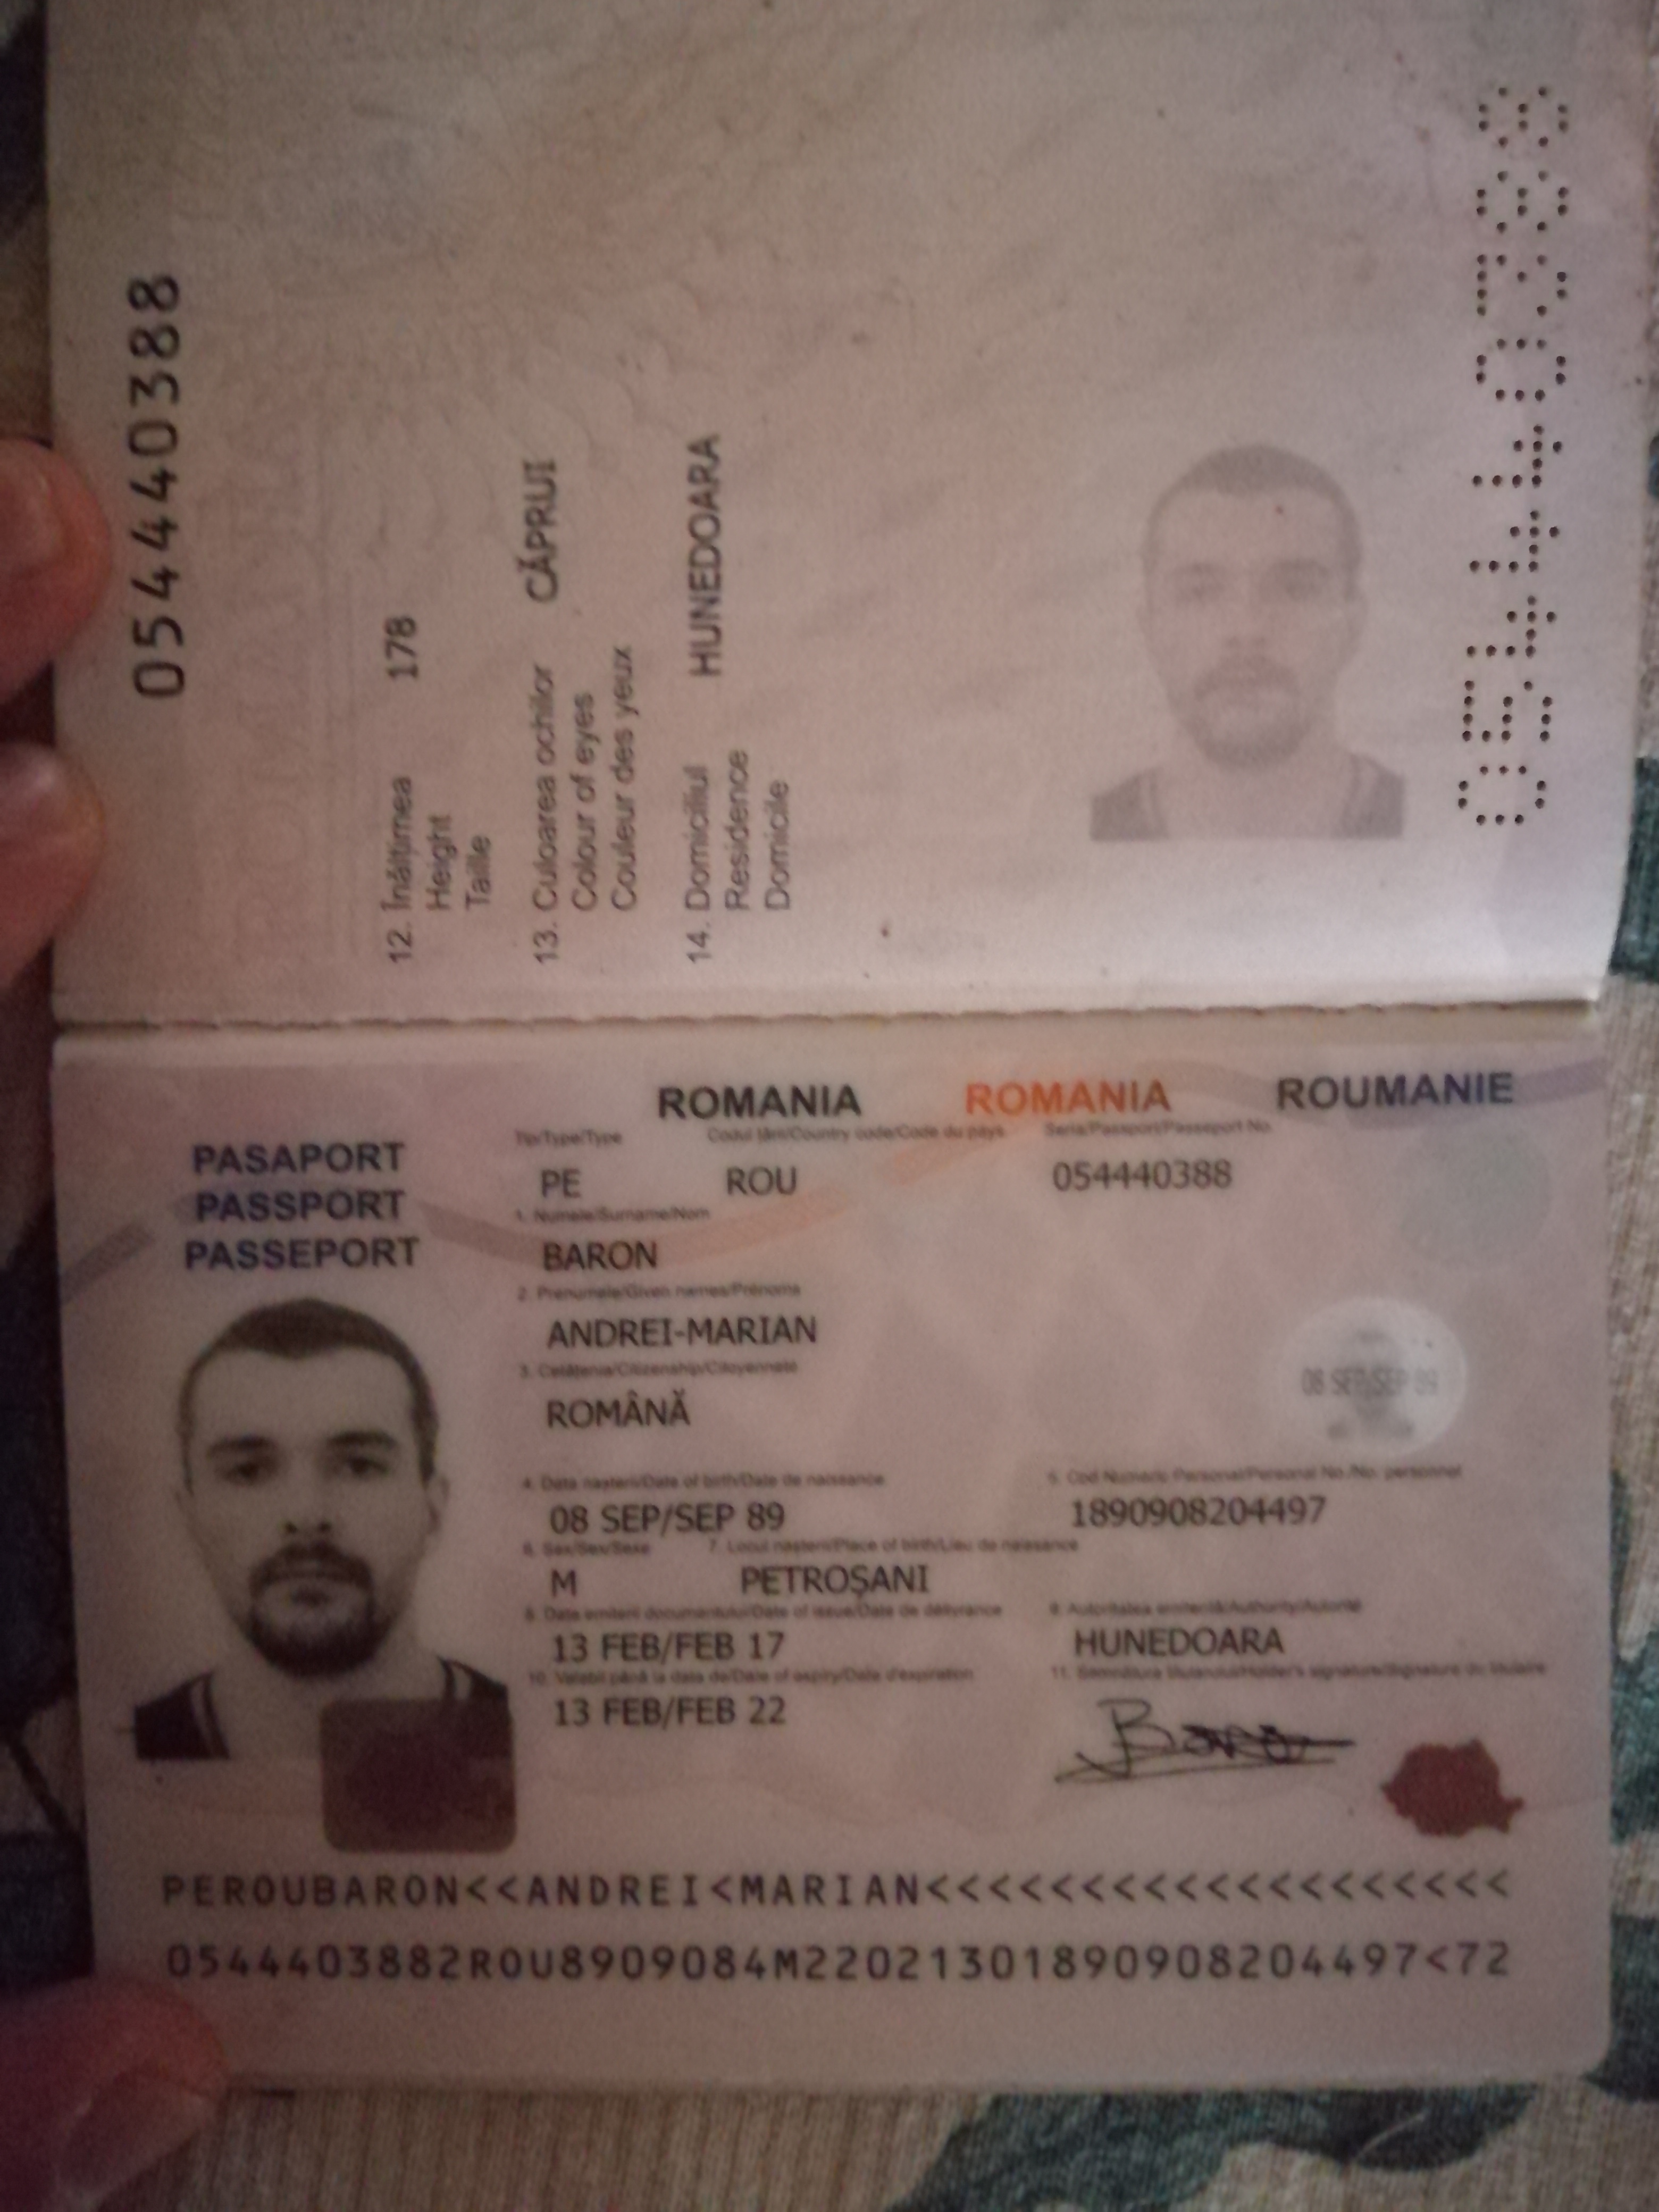 054440388
12. Înălțimea 178
Height
Taille
13. Culoarea ochilor CĂPRUI
Colour of eyes
Couleur des yeux
14. Domiciliul HUNEDOARA
Residence
Domicile
054440388
ROMANIA ROMANIA ROUMANIE
PASAPORT
PASSPORT
PASSEPORT
Tip/Type/Type Codul țării/Country code/Code du pays Seria/Passport/Passeport No.
PE ROU 054440388
1. Numele/Surname/Nom
BARON
2. Prenumele/Given names/Prénoms
ANDREI-MARIAN
3. Cetățenia/Citizenship/Citoyenneté
ROMÂNĂ
08 SEP/SEP 89
4. Data nașterii/Date of birth/Date de naissance 5. Cod Numeric Personal/Personal No./No. personnel
08 SEP/SEP 89 1890908204497
6. Sex/Sex/Sexe 7. Locul nașterii/Place of birth/Lieu de naissance
M PETROȘANI
8. Data emiterii documentului/Date of issue/Date de délivrance 9. Autoritatea emitentă/Authority/Autorité
13 FEB/FEB 17 HUNEDOARA
10. Valabil până la data de/Date of expiry/Date d'expiration 11. Semnătura titularului/Holder's signature/Signature du titulaire
13 FEB/FEB 22
PEROUBARON<<ANDREI<MARIAN<<<<<<<<<<<<<<<<<<<
0544403882ROU8909084M22021301890908204497<72